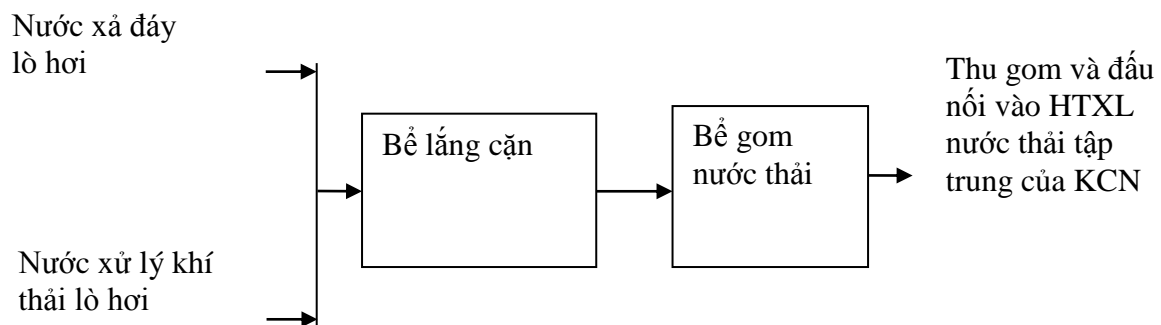 Nước xả đáy
lò hơi
Nước xử lý khí
thải lò hơi
Bể lắng cặn
Bể gom
nước thải
Thu gom và đấu
nối vào HTXL
nước thải tập
trung của KCN